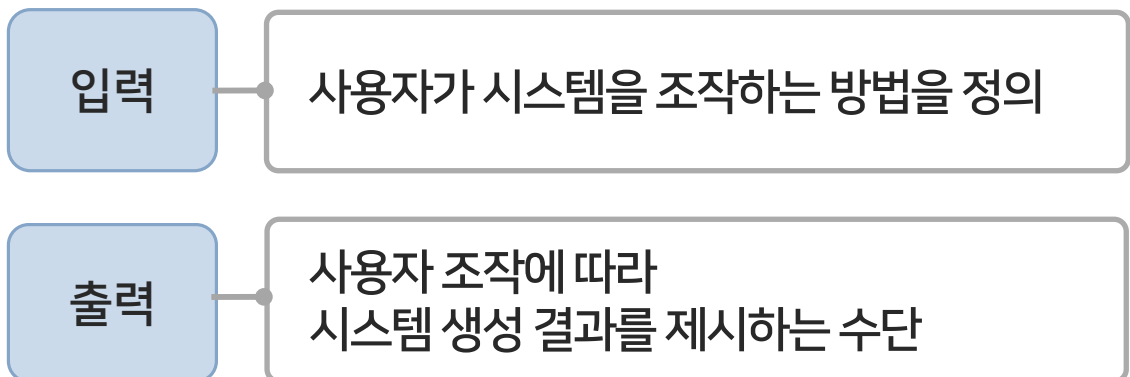 입력
사용자가 시스템을 조작하는 방법을 정의
출력
사용자 조작에 따라
시스템 생성 결과를 제시하는 수단